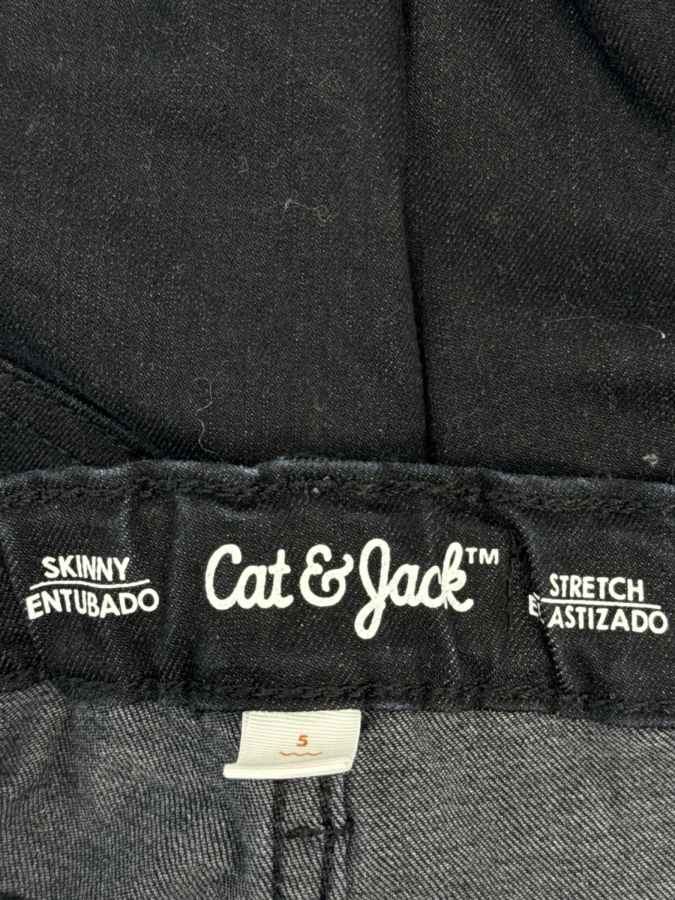 SKINNY
ENTUBADO
Cat & Jack™
STRETCH
ELASTIZADO
5